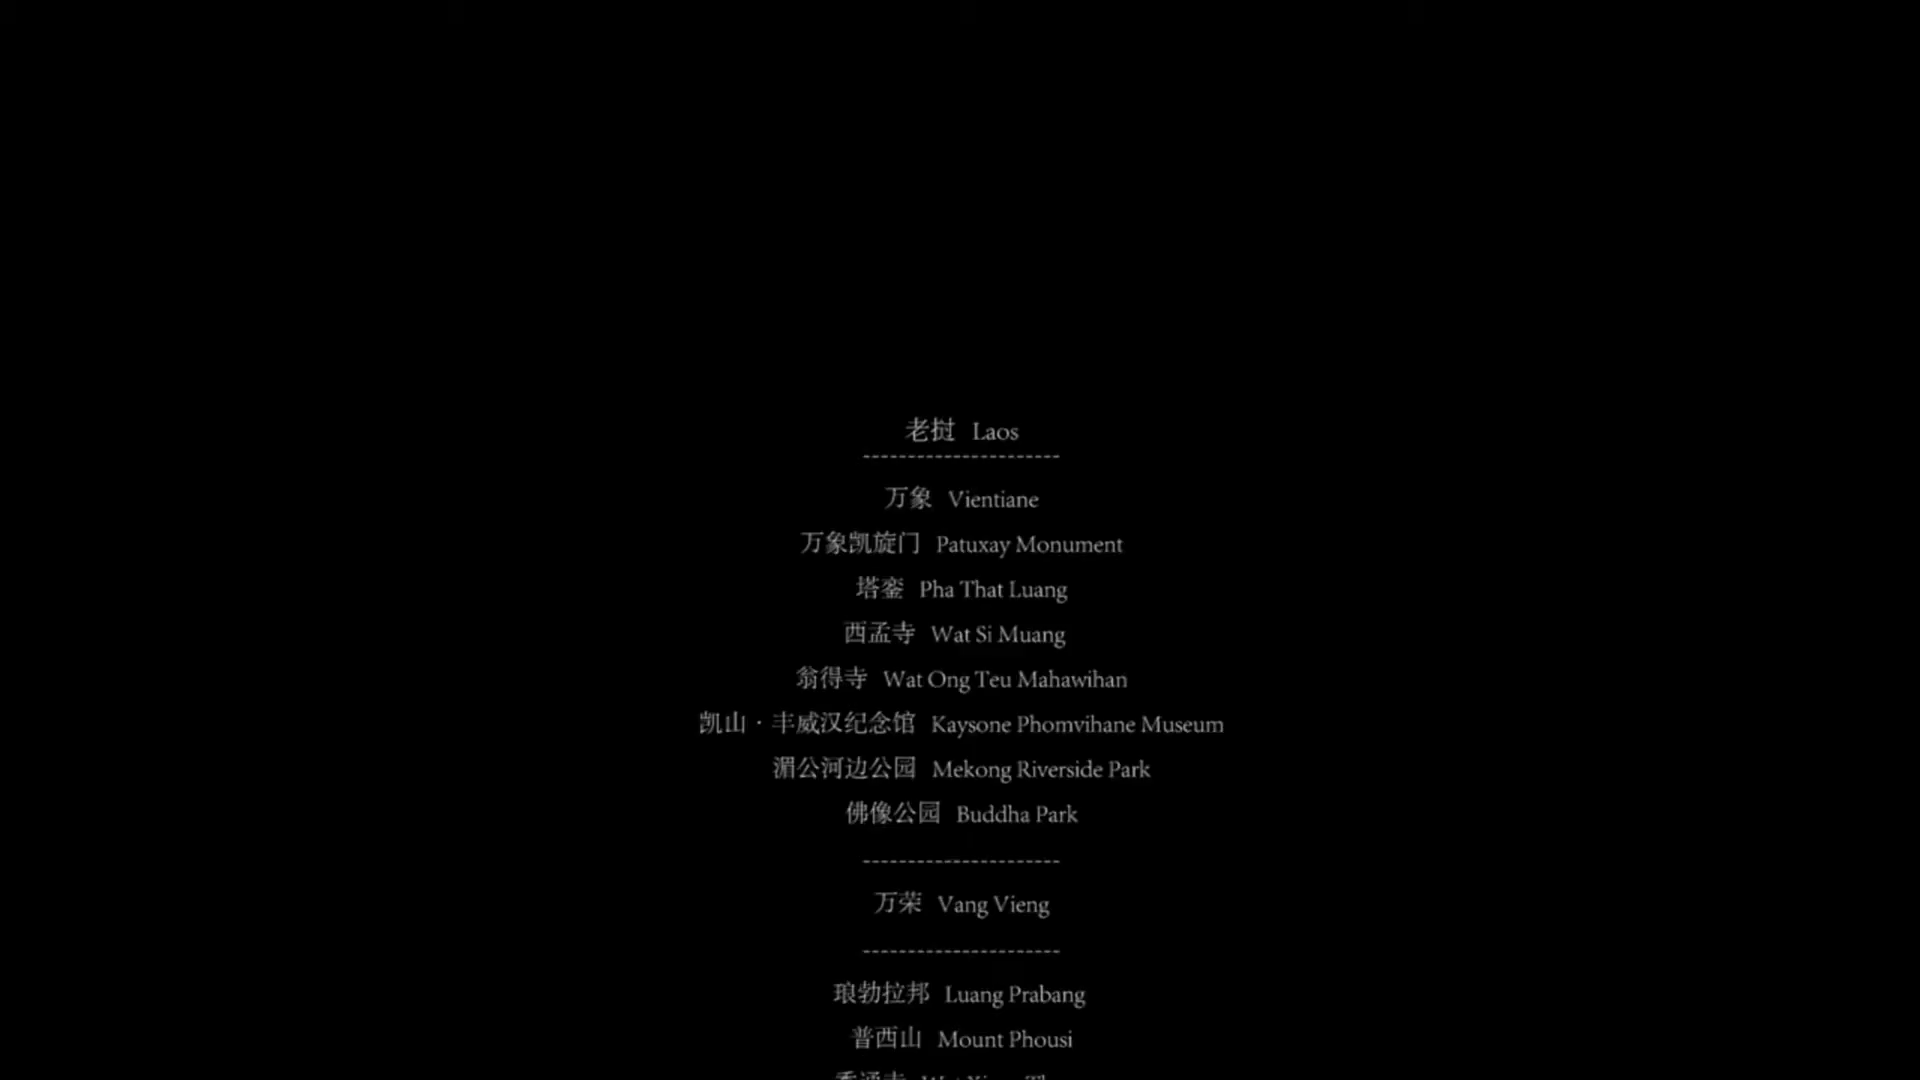 老挝 Laos
----------------------
万象 Vientiane
万象凯旋门 Patuxay Monument
塔銮 Pha That Luang
西孟寺 Wat Si Muang
翁得寺 Wat Ong Teu Mahawihan
凯山·丰威汉纪念馆 Kaysone Phomvihane Museum
湄公河边公园 Mekong Riverside Park
佛像公园 Buddha Park
----------------------
万荣 Vang Vieng
----------------------
琅勃拉邦 Luang Prabang
普西山 Mount Phousi